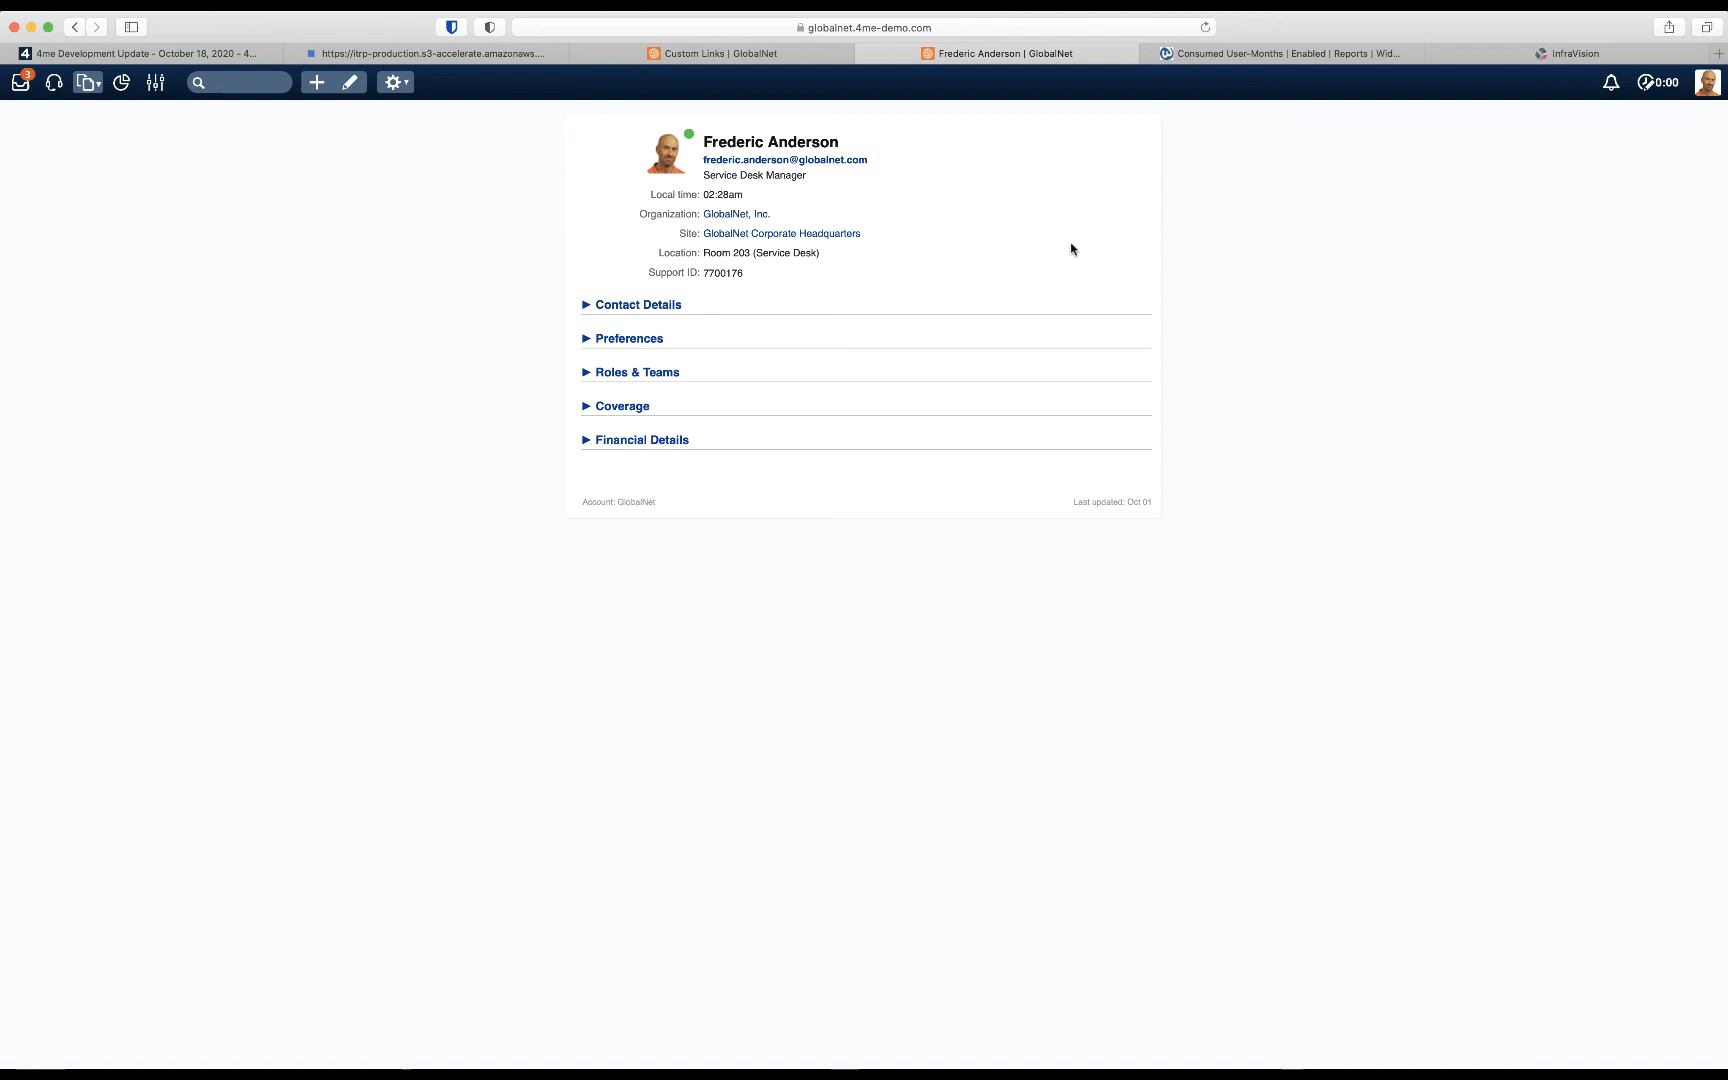 globalnet.4me-demo.com
4me Development Update - October 18, 2020 - 4...
https://itrp-production.s3-accelerate.amazonaws....
Custom Links | GlobalNet
Frederic Anderson | GlobalNet
Consumed User-Months | Enabled | Reports | Wid...
InfraVision
3
0:00
Frederic Anderson
frederic.anderson@globalnet.com
Service Desk Manager
Local time: 02:28am
Organization: GlobalNet, Inc.
Site: GlobalNet Corporate Headquarters
Location: Room 203 (Service Desk)
Support ID: 7700176
Contact Details
Preferences
Roles & Teams
Coverage
Financial Details
Account: GlobalNet
Last updated: Oct 01